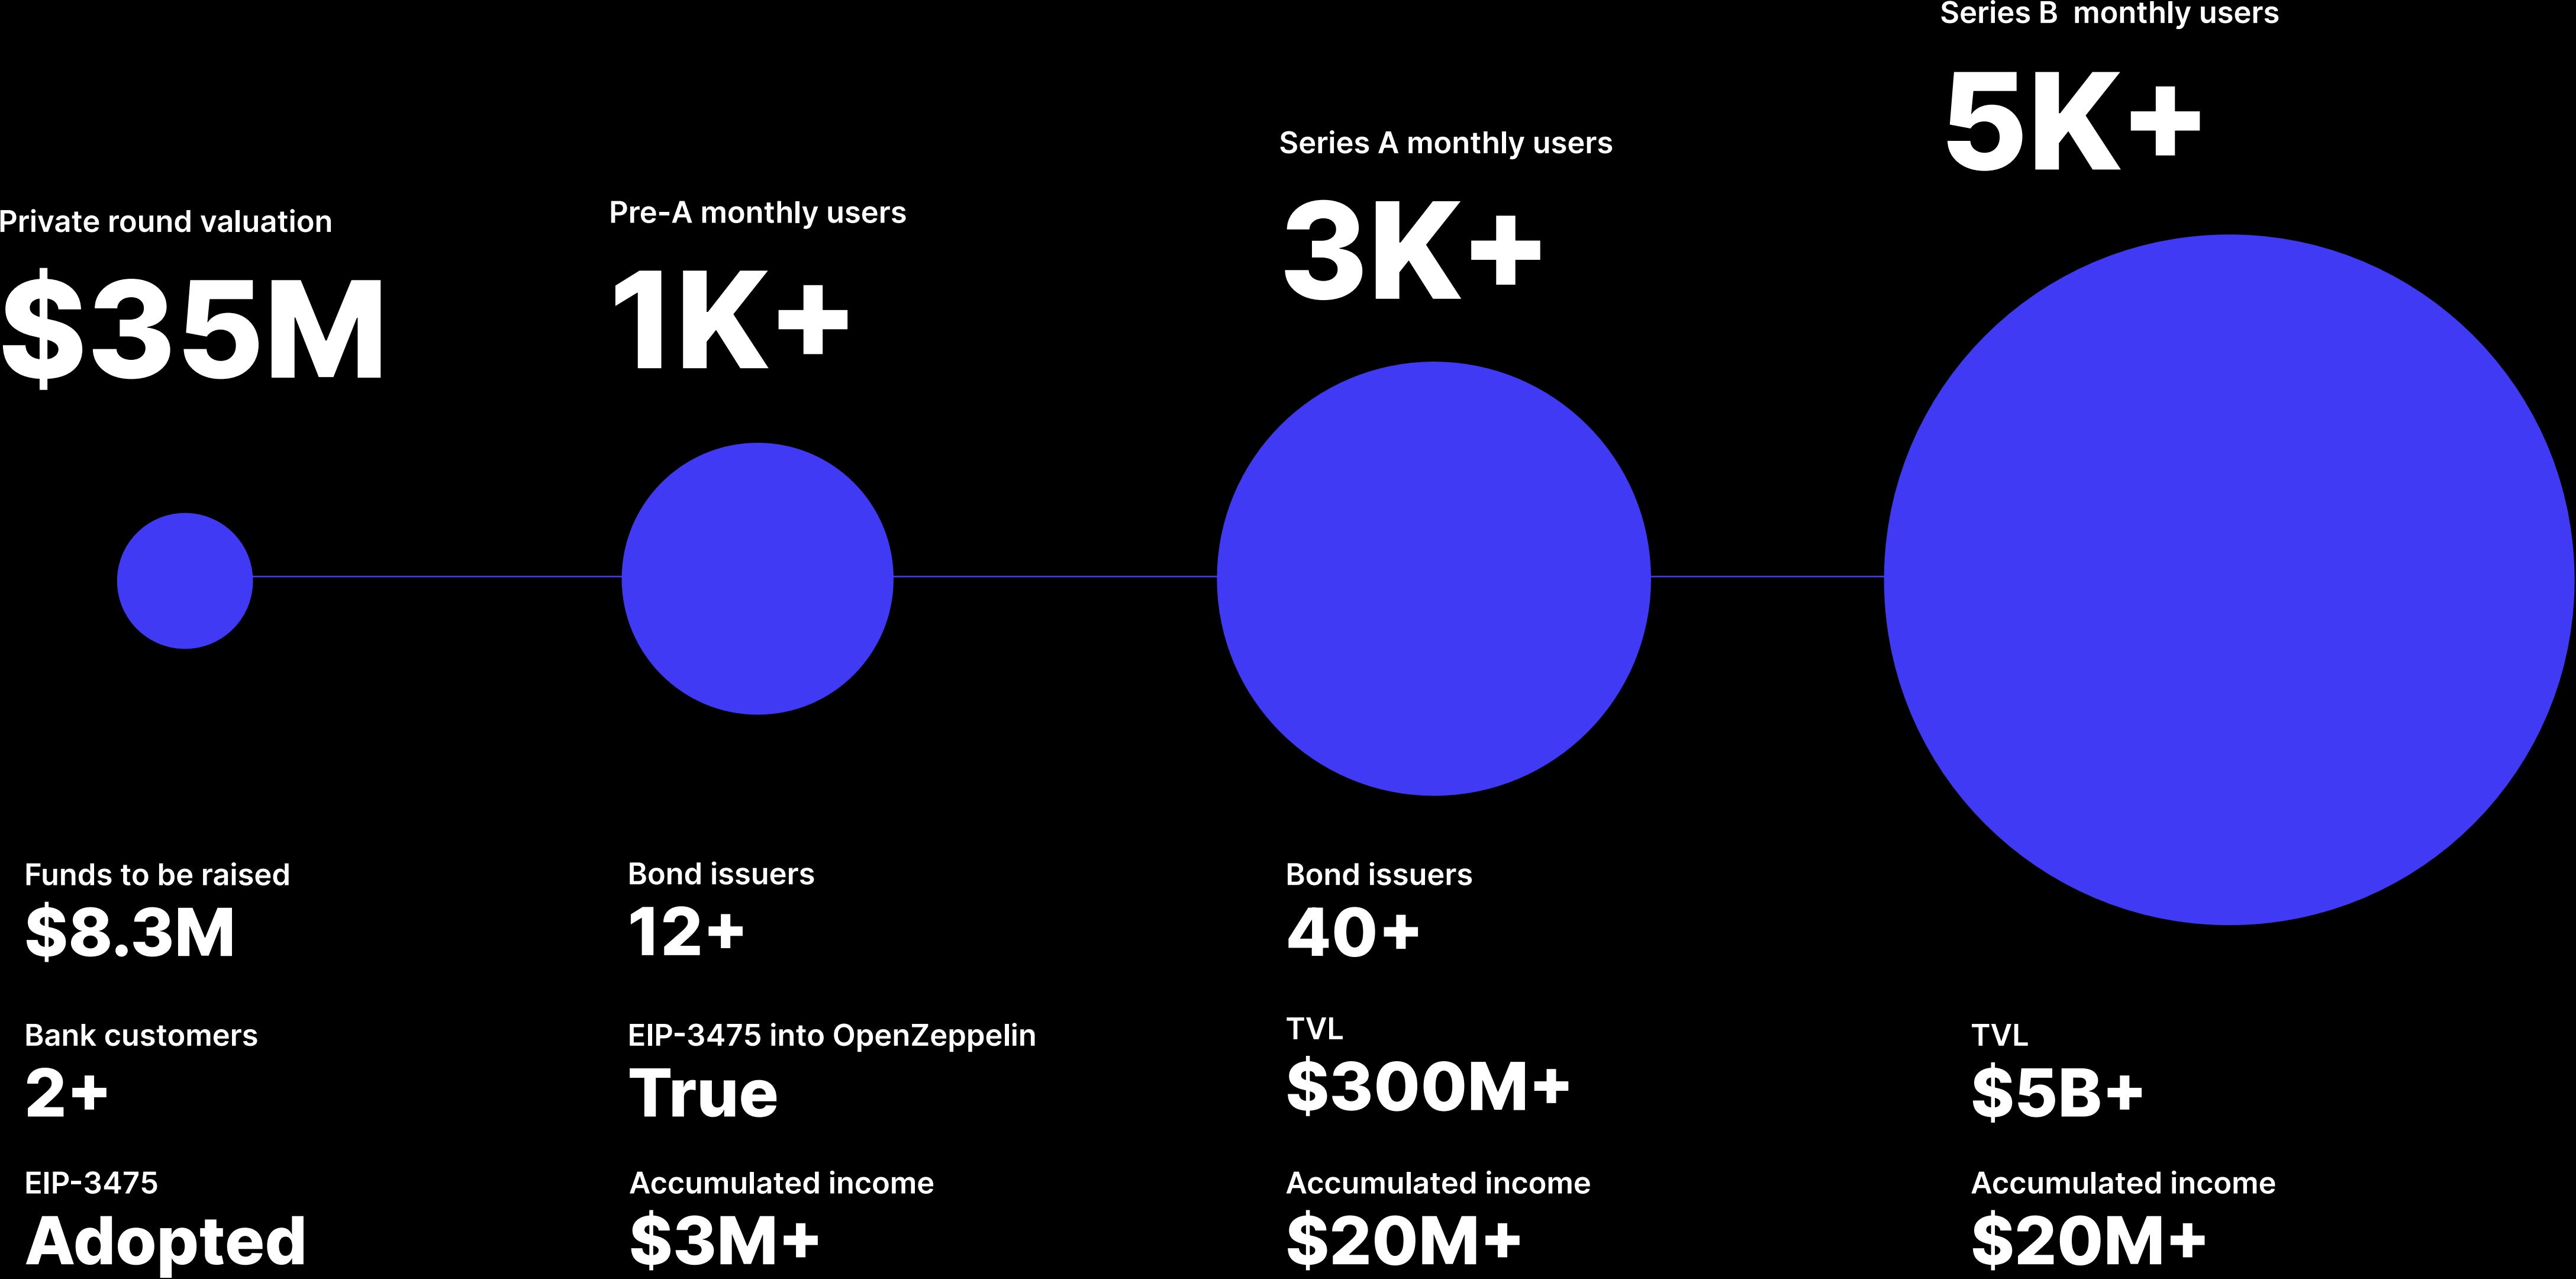 Private round valuation
$35M
Funds to be raised
$8.3M
Bank customers
2+
EIP-3475
Adopted
Pre-A monthly users
1K+
Bond issuers
12+
EIP-3475 into OpenZeppelin
True
Accumulated income
$3M+
Series A monthly users
3K+
Bond issuers
40+
TVL
$300M+
Accumulated income
$20M+
Series B  monthly users
5K+
TVL
$5B+
Accumulated income
$20M+